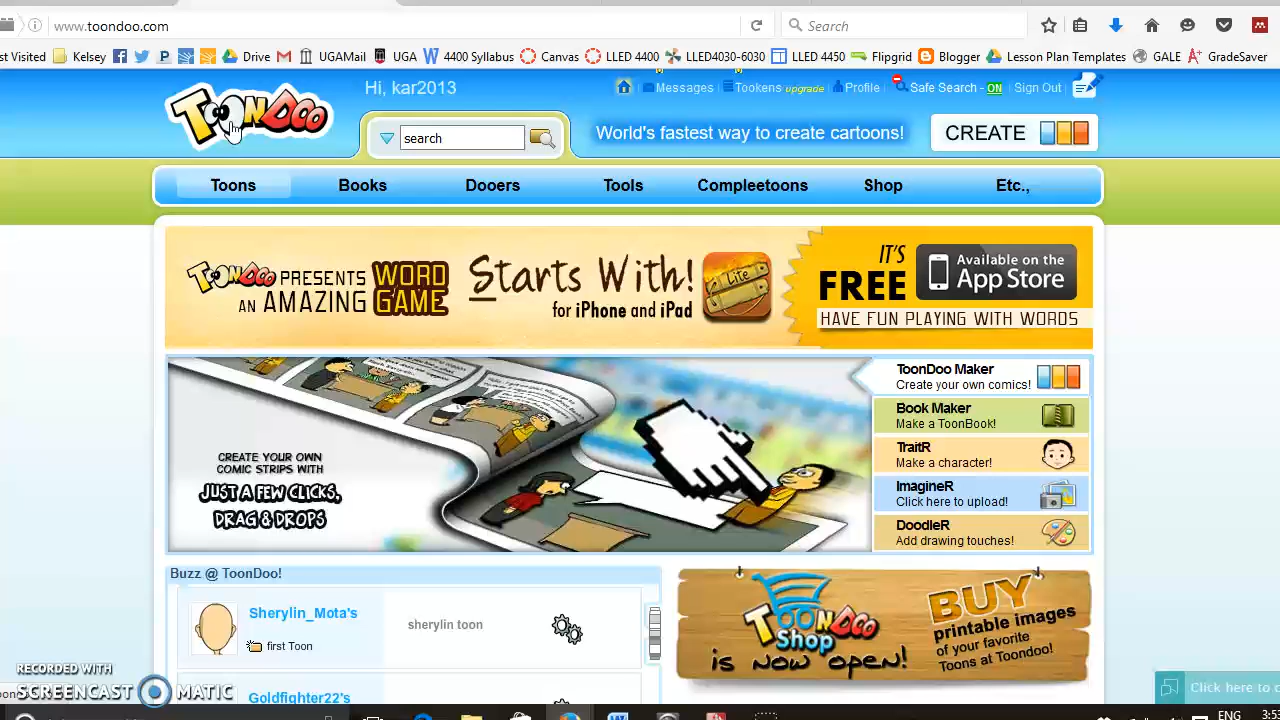 www.toondoo.com
Search
st Visited Kelsey Drive UGAMail UGA 4400 Syllabus Canvas LLED 4400 LLED4030-6030 LLED 4450 Flipgrid Blogger Lesson Plan Templates GALE GradeSaver
TOONDOO
Hi, kar2013
Messages Tookens upgrade Profile Safe Search - ON Sign Out
search
World's fastest way to create cartoons!
CREATE
Toons Books Dooers Tools Compleetoons Shop Etc.,
TOONDOO PRESENTS
AN AMAZING
WORD
GAME
Starts With!
for iPhone and iPad
Lite
IT'S
FREE
Available on the
App Store
HAVE FUN PLAYING WITH WORDS
CREATE YOUR OWN
COMIC STRIPS WITH
JUST A FEW CLICKS,
DRAG & DROPS
ToonDoo Maker
Create your own comics!
Book Maker
Make a ToonBook!
TraitR
Make a character!
ImagineR
Click here to upload!
DoodleR
Add drawing touches!
Buzz @ ToonDoo!
Sherylin_Mota's
first Toon
sherylin toon
Goldfighter22's
TOONDOO
Shop
is now open!
BUY
printable images
of your favorite
Toons at Toondoo!
RECORDED WITH
SCREENCAST MATIC
Click here to c
ENG
3:53